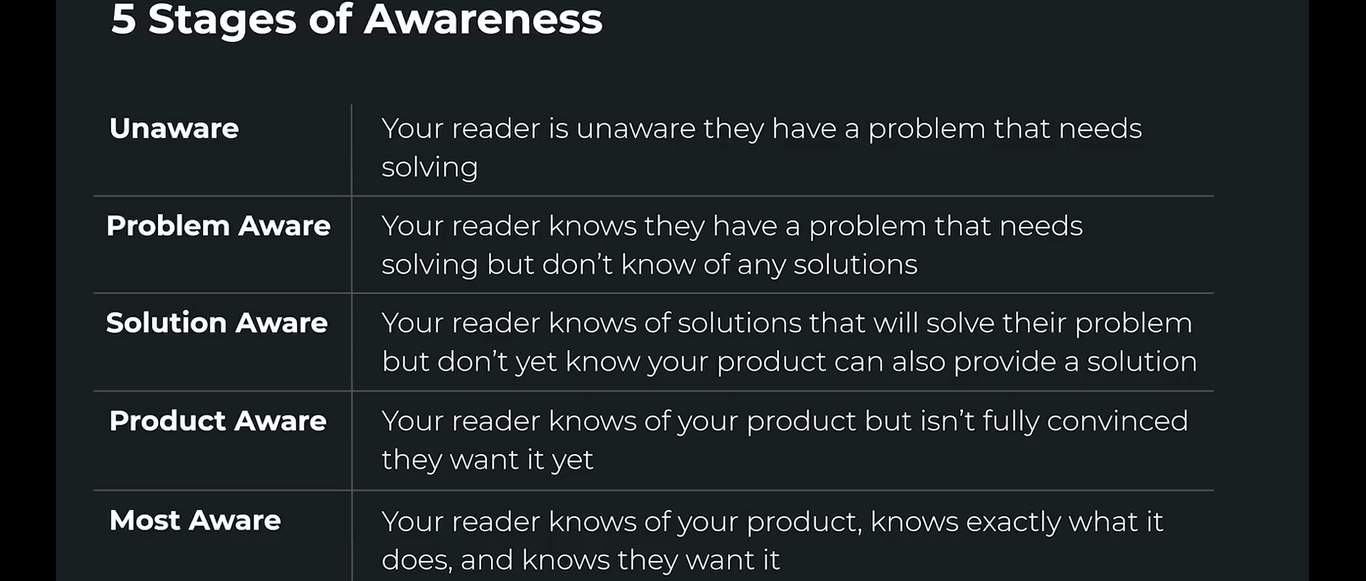 5 Stages of Awareness
Unaware
Your reader is unaware they have a problem that needs
solving
Problem Aware
Your reader knows they have a problem that needs
solving but don’t know of any solutions
Solution Aware
Your reader knows of solutions that will solve their problem
but don’t yet know your product can also provide a solution
Product Aware
Your reader knows of your product but isn’t fully convinced
they want it yet
Most Aware
Your reader knows of your product, knows exactly what it
does, and knows they want it